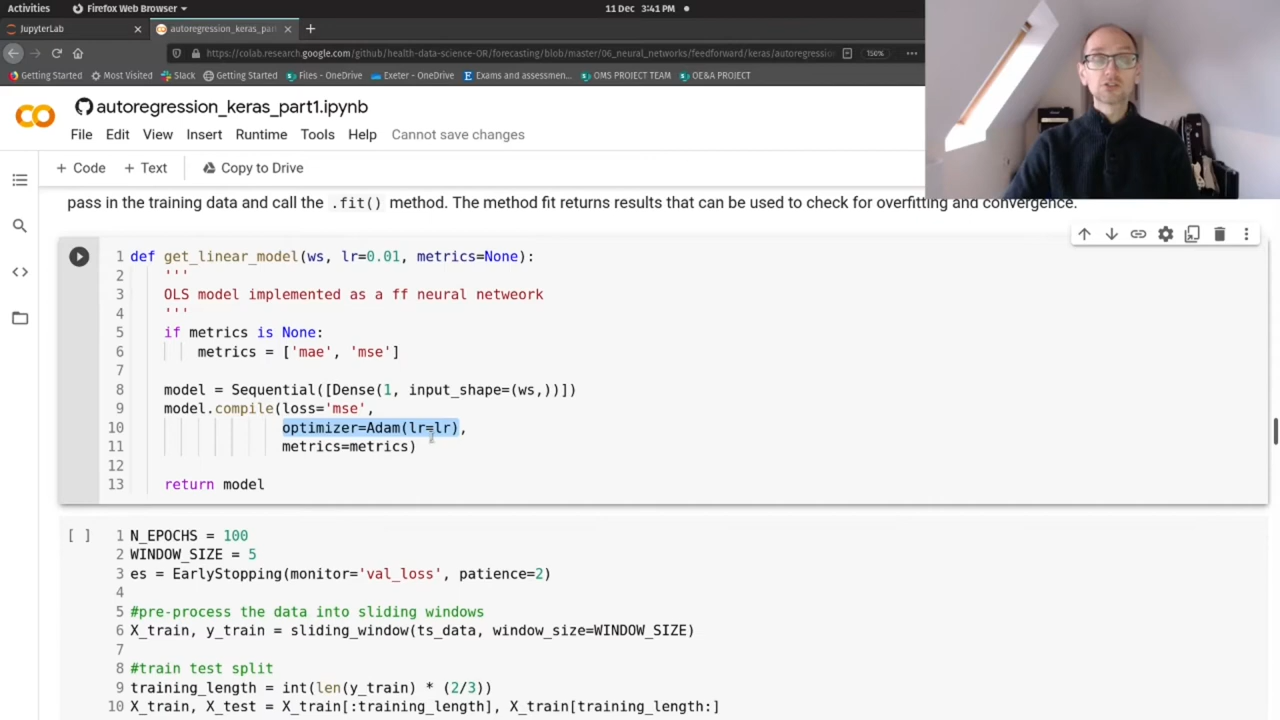 Activities
Firefox Web Browser
11 Dec 3:41 PM
JupyterLab
autoregression_keras_part
https://colab.research.google.com/github/health-data-science-OR/forecasting/blob/master/06_neural_networks/feedforward/keras/autoregression
150%
Getting Started
Most Visited
Slack
Getting Started
Files - OneDrive
Exeter - OneDrive
Exams and assessmen...
OMS PROJECT TEAM
OE&A PROJECT
autoregression_keras_part1.ipynb
File Edit View Insert Runtime Tools Help Cannot save changes
+ Code + Text Copy to Drive
pass in the training data and call the .fit() method. The method fit returns results that can be used to check for overfitting and convergence.
1 def get_linear_model(ws, lr=0.01, metrics=None):
2 '''
3 OLS model implemented as a ff neural netweork
4 '''
5 if metrics is None:
6 metrics = ['mae', 'mse']
7
8 model = Sequential([Dense(1, input_shape=(ws,))])
9 model.compile(loss='mse',
10 optimizer=Adam(lr=lr),
11 metrics=metrics)
12
13 return model
[ ] 1 N_EPOCHS = 100
2 WINDOW_SIZE = 5
3 es = EarlyStopping(monitor='val_loss', patience=2)
4
5 #pre-process the data into sliding windows
6 X_train, y_train = sliding_window(ts_data, window_size=WINDOW_SIZE)
7
8 #train test split
9 training_length = int(len(y_train) * (2/3))
10 X_train, X_test = X_train[:training_length], X_train[training_length:]